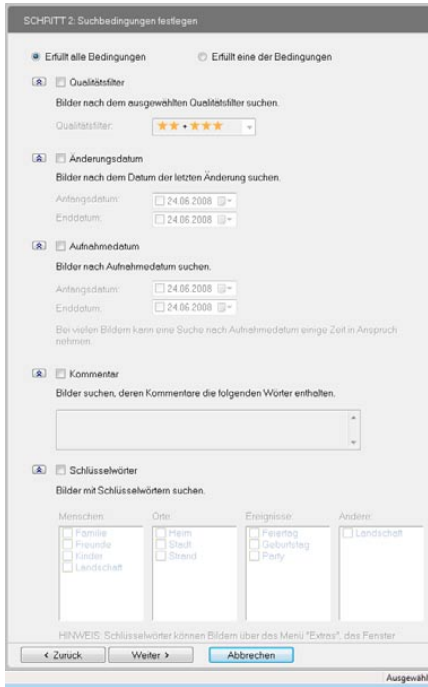 SCHRITT 2: Suchbedingungen festlegen
Erfüllt alle Bedingungen Erfüllt eine der Bedingungen
Qualitätsfilter
Bilder nach dem ausgewählten Qualitätsfilter suchen.
Qualitätsfilter:
Änderungsdatum
Bilder nach dem Datum der letzten Änderung suchen.
Anfangsdatum: 24.06.2008
Enddatum: 24.06.2008
Aufnahmedatum
Bilder nach Aufnahmedatum suchen.
Anfangsdatum: 24.06.2008
Enddatum: 24.06.2008
Bei vielen Bildern kann eine Suche nach Aufnahmedatum einige Zeit in Anspruch
nehmen.
Kommentar
Bilder suchen, deren Kommentare die folgenden Wörter enthalten.
Schlüsselwörter
Bilder mit Schlüsselwörtern suchen.
Menschen Orte: Ereignisse: Andere:
Familie Heim Feiertag Landschaft
Freunde Stadt Geburtstag
Kinder Strand Party
Landschaft
HINWEIS: Schlüsselwörter können Bildern über das Menü "Extras", das Fenster
< Zurück Weiter > Abbrechen
Ausgewähl